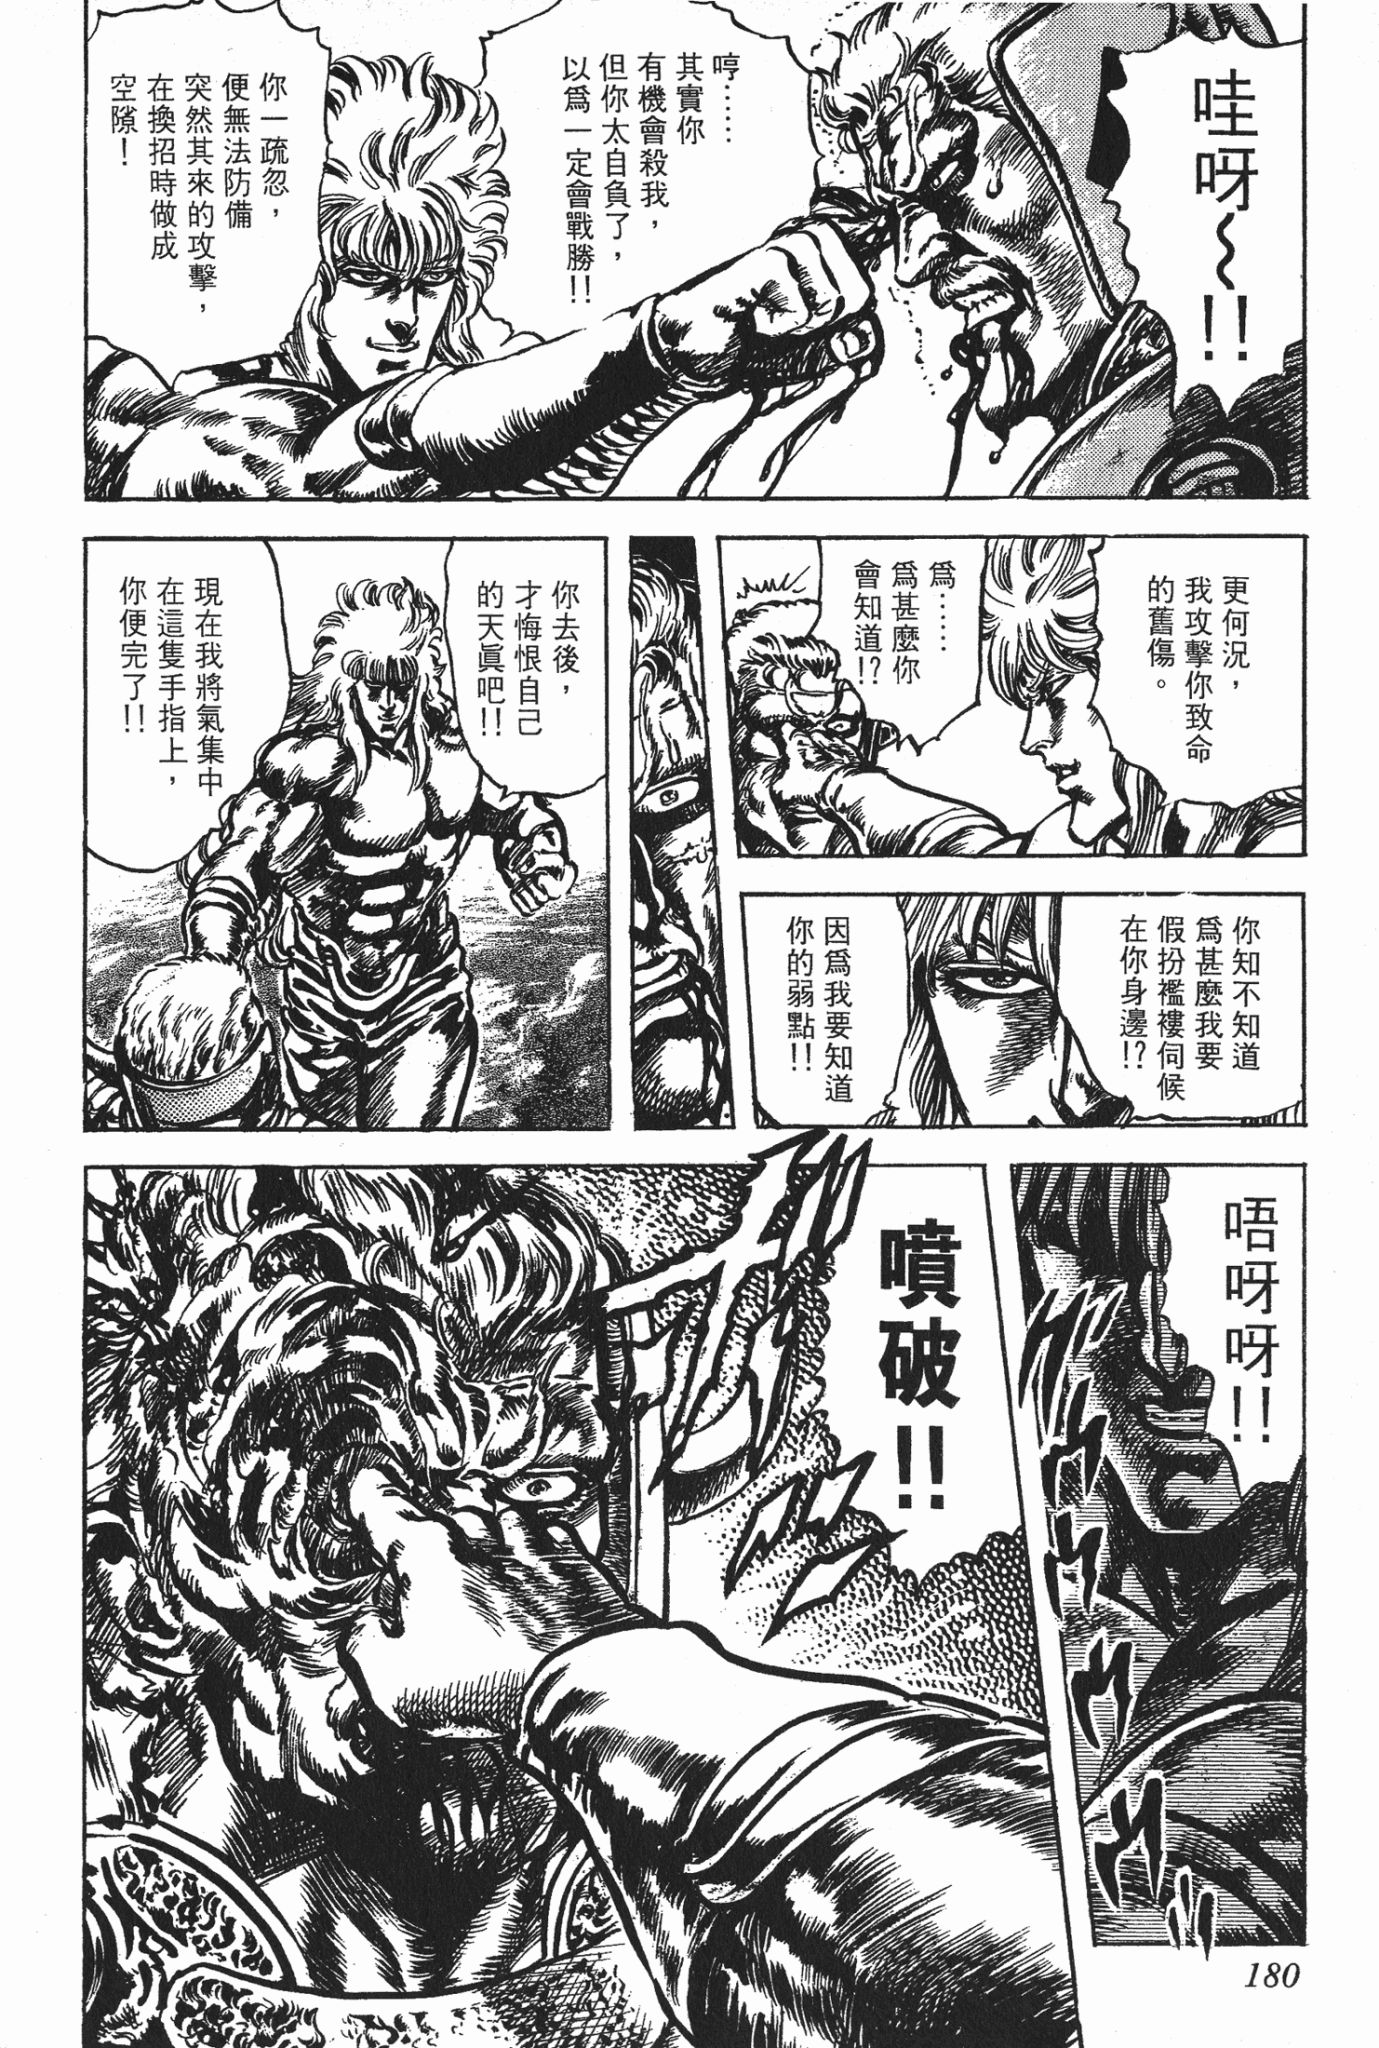 哇呀～!!
哼……
其實你
有機會殺我，
但你太自負了，
以爲一定會戰勝!!
你一疏忽，
便無法防備
突然其來的攻擊，
在換招時做成
空隙！
更何況，
我攻擊你致命
的舊傷。
爲……
爲甚麼你
會知道!?
你知不知道
爲甚麼我要
假扮襤褸伺候
在你身邊!?
因爲我要知道
你的弱點!!
你去後，
才悔恨自己
的天眞吧!!
現在我將氣集中
在這隻手指上，
你便完了!!
唔呀呀!!
噴破!!
180